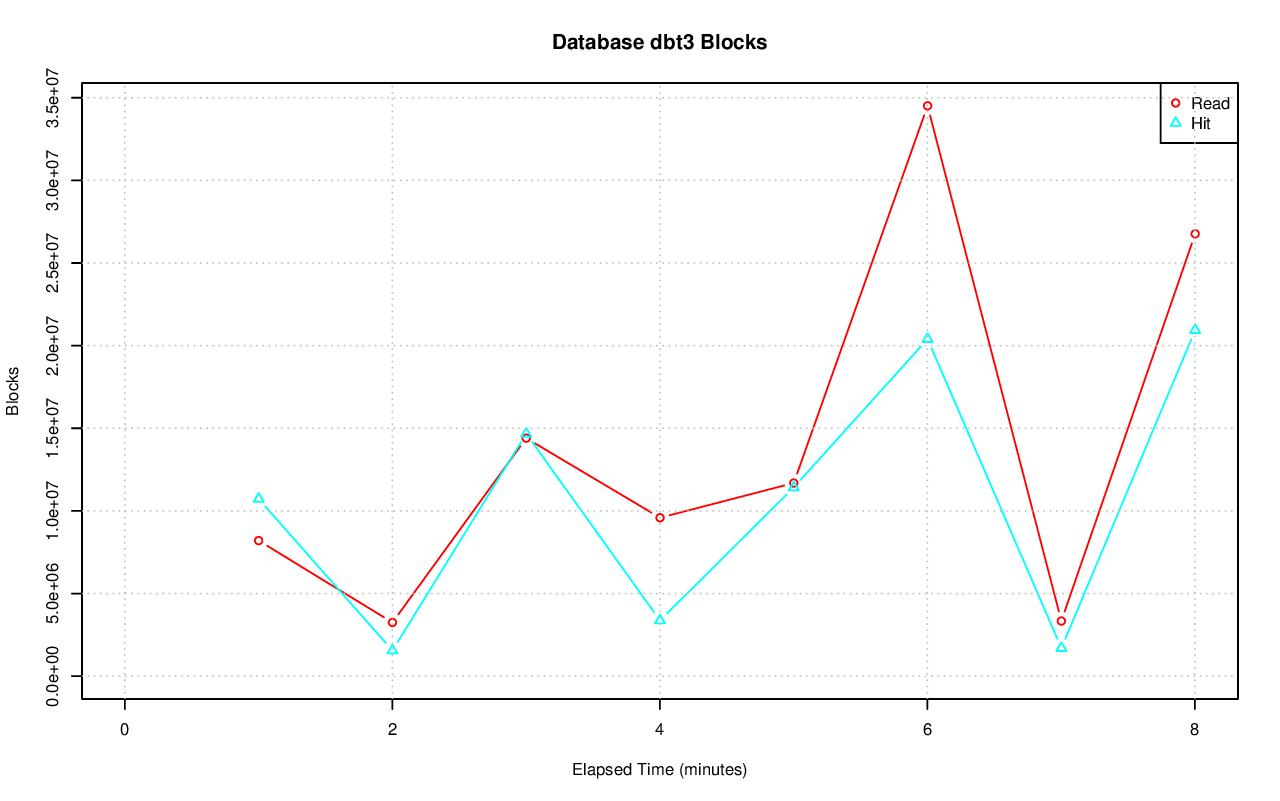 Database dbt3 Blocks
Read
Hit
3.5e+07
3.0e+07
2.5e+07
2.0e+07
1.5e+07
1.0e+07
5.0e+06
0.0e+00
Blocks
0 2 4 6 8
Elapsed Time (minutes)